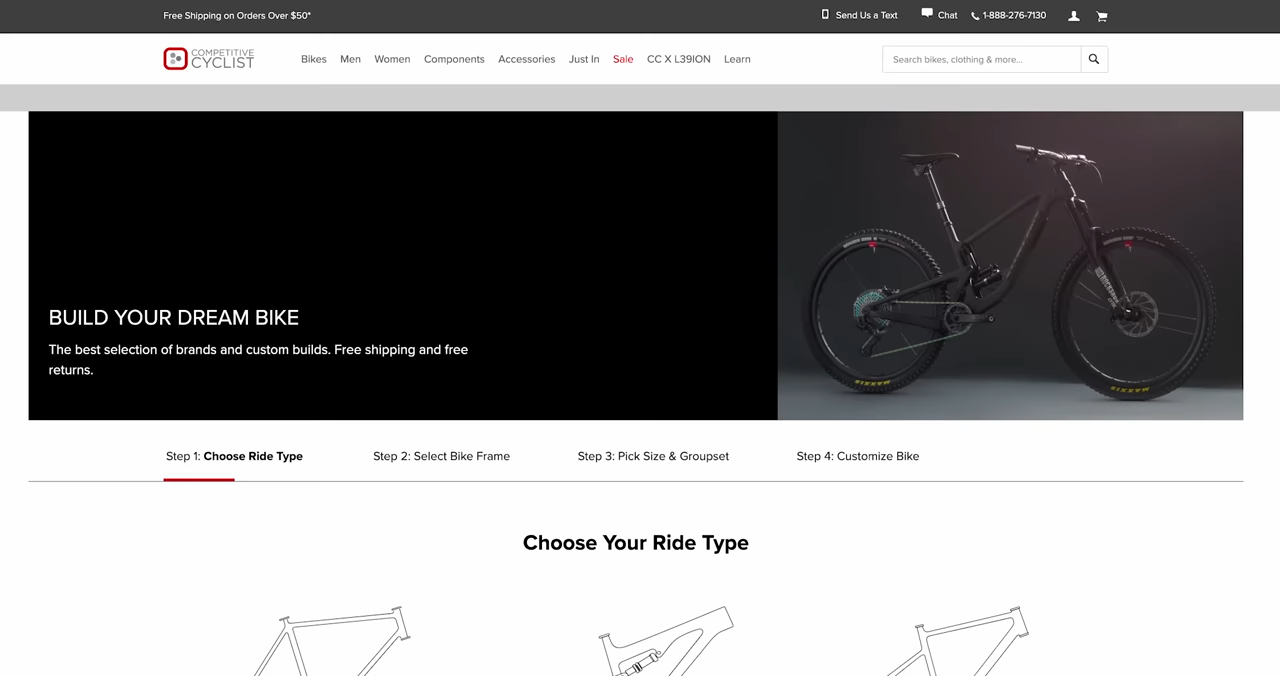 Free Shipping on Orders Over $50*
Send Us a Text
Chat
1-888-276-7130
COMPETITIVE
CYCLIST
Bikes
Men
Women
Components
Accessories
Just In
Sale
CC X L39ION
Learn
Search bikes, clothing & more...
BUILD YOUR DREAM BIKE
The best selection of brands and custom builds. Free shipping and free
returns.
MAXXIS
MAXXIS
Step 1: Choose Ride Type
Step 2: Select Bike Frame
Step 3: Pick Size & Groupset
Step 4: Customize Bike
Choose Your Ride Type